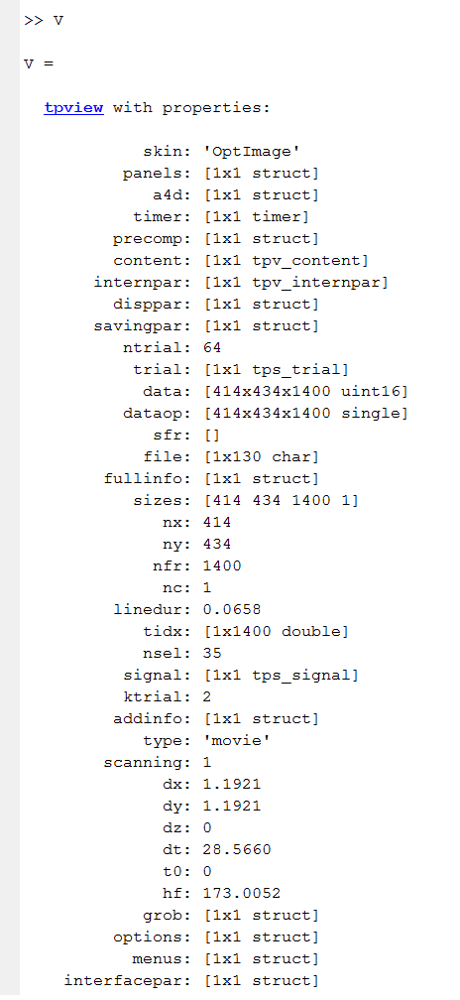 >> V
V =
tpview with properties:
skin: 'OptImage'
panels: [1x1 struct]
a4d: [1x1 struct]
timer: [1x1 timer]
precomp: [1x1 struct]
content: [1x1 tpv_content]
internpar: [1x1 tpv_internpar]
disppar: [1x1 struct]
savingpar: [1x1 struct]
ntrial: 64
trial: [1x1 tps_trial]
data: [414x434x1400 uint16]
dataop: [414x434x1400 single]
sfr: []
file: [1x130 char]
fullinfo: [1x1 struct]
sizes: [414 434 1400 1]
nx: 414
ny: 434
nfr: 1400
nc: 1
linedur: 0.0658
tidx: [1x1400 double]
nsel: 35
signal: [1x1 tps_signal]
ktrial: 2
addinfo: [1x1 struct]
type: 'movie'
scanning: 1
dx: 1.1921
dy: 1.1921
dz: 0
dt: 28.5660
t0: 0
hf: 173.0052
grob: [1x1 struct]
options: [1x1 struct]
menus: [1x1 struct]
interfacepar: [1x1 struct]